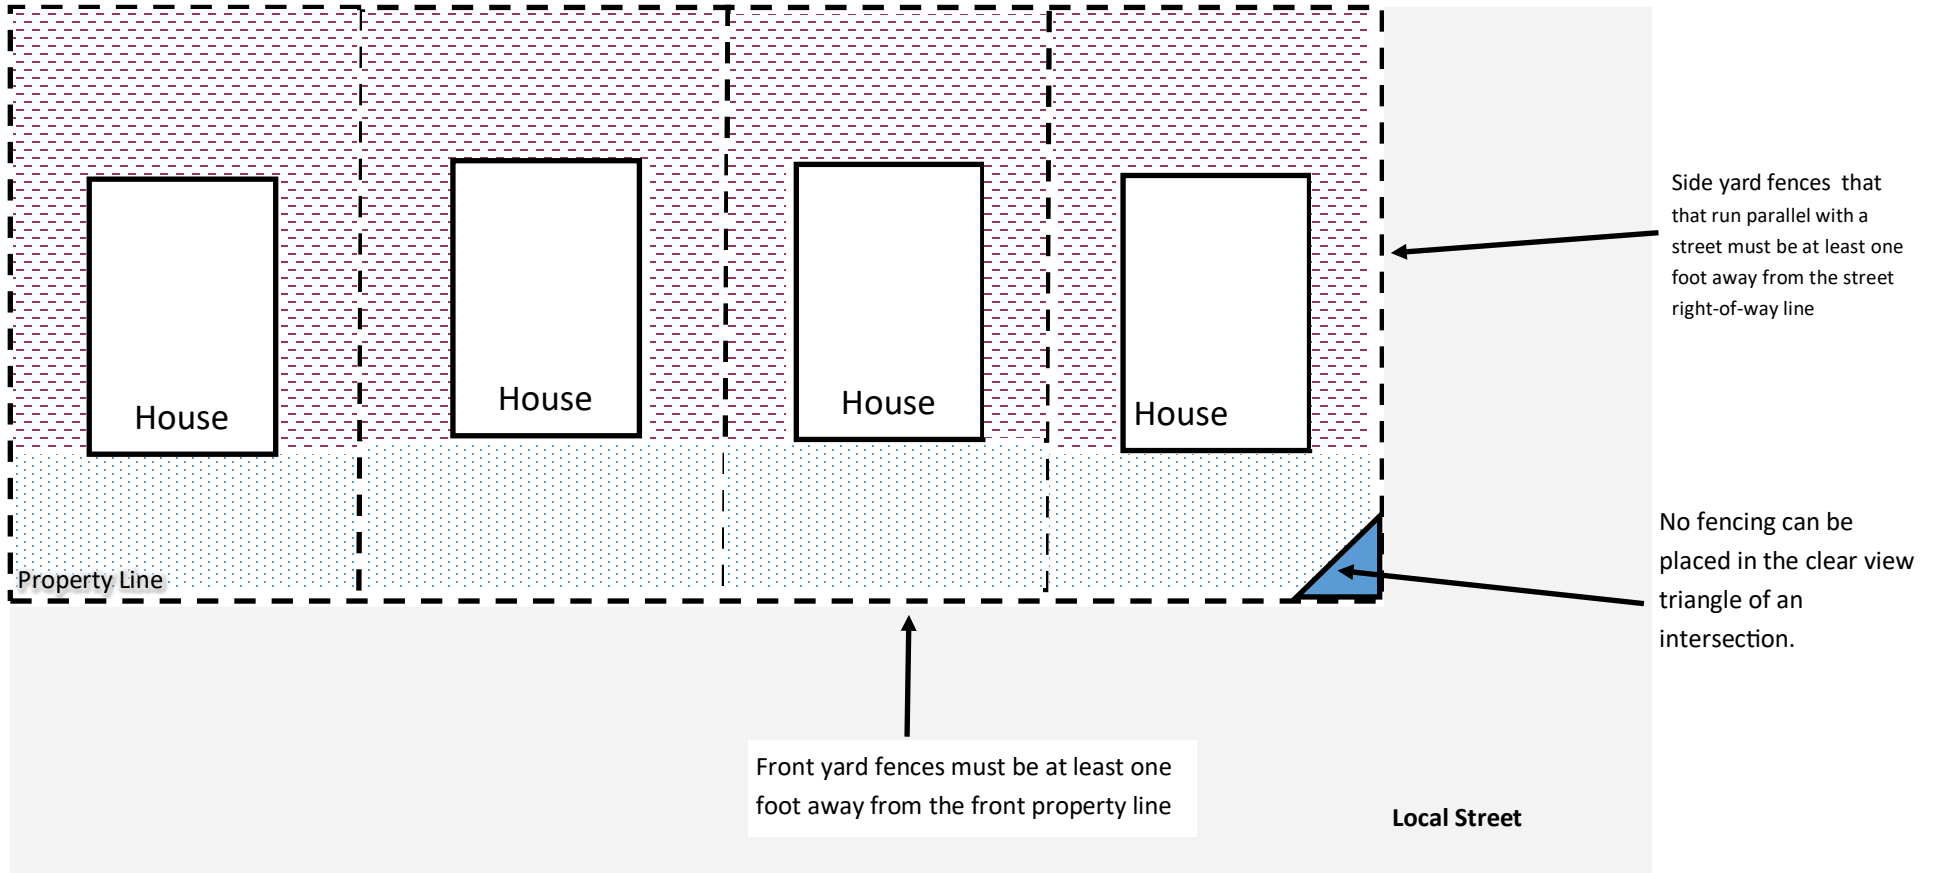 Side yard fences that
that run parallel with a
street must be at least one
foot away from the street
right-of-way line
House
House
House
House
No fencing can be
placed in the clear view
triangle of an
intersection.
Property Line
Front yard fences must be at least one
foot away from the front property line
Local Street